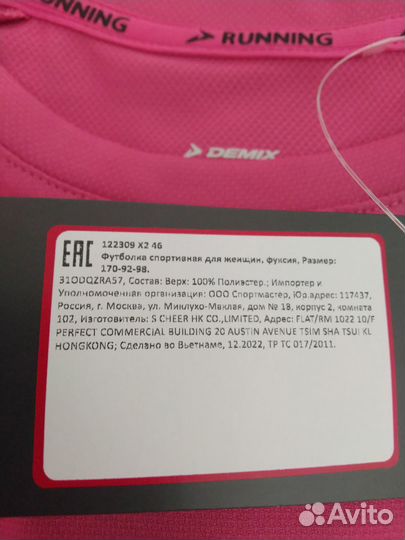 RUNNING
RUNNING
DEMIX
EAC
122309 X2 46
Футболка спортивная для женщин, фуксия, Размер:
170-92-98.
31ODQZRA57, Состав: Верх: 100% Полиэстер.; Импортер и
Уполномоченная организация: ООО Спортмастер, Юр.адрес: 117437,
Россия, г. Москва, ул. Миклухо-Маклая, дом № 18, корпус 2, комната
102, Изготовитель: S CHEER HK CO.,LIMITED, Адрес: FLAT/RM 1022 10/F
PERFECT COMMERCIAL BUILDING 20 AUSTIN AVENUE TSIM SHA TSUI KL
HONGKONG; Сделано во Вьетнаме, 12.2022, ТР ТС 017/2011.
Avito